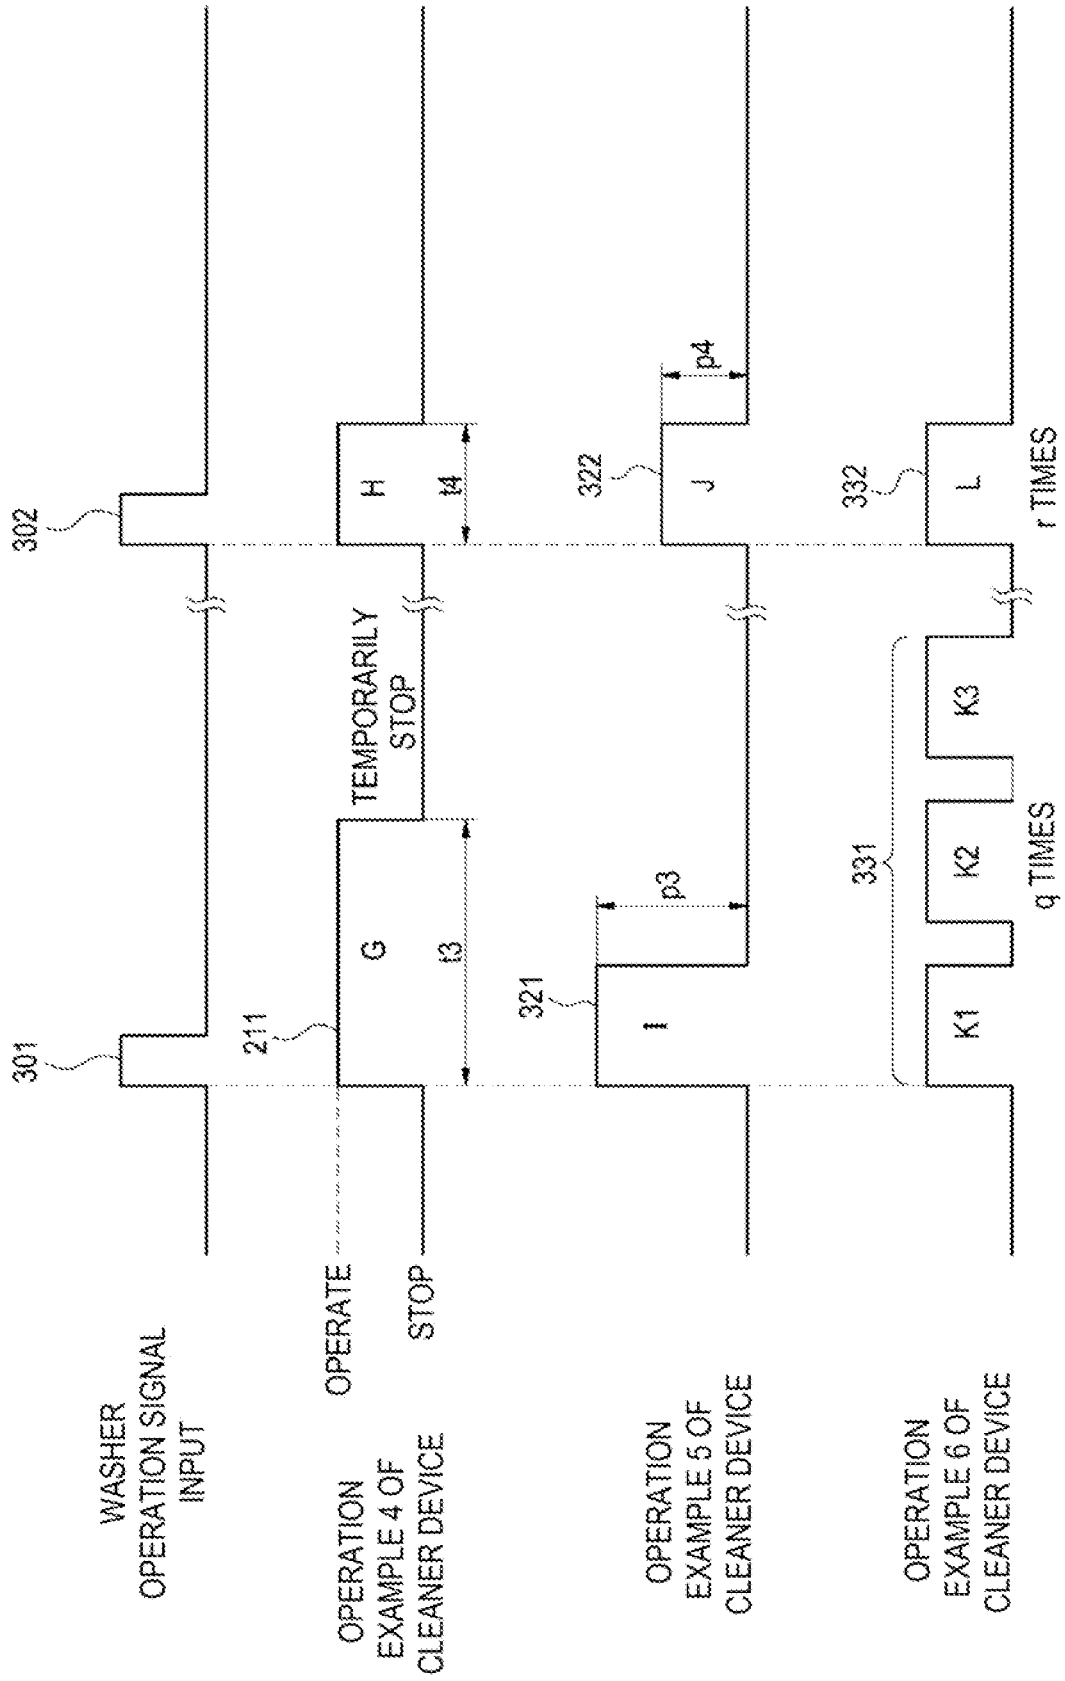 WASHER
OPERATION SIGNAL
INPUT
301
302
OPERATION
EXAMPLE 4 OF
CLEANER DEVICE
OPERATE
STOP
211
G
t3
TEMPORARILY
STOP
H
t4
OPERATION
EXAMPLE 5 OF
CLEANER DEVICE
321
I
p3
322
J
p4
OPERATION
EXAMPLE 6 OF
CLEANER DEVICE
331
K1
K2
K3
q TIMES
332
L
r TIMES